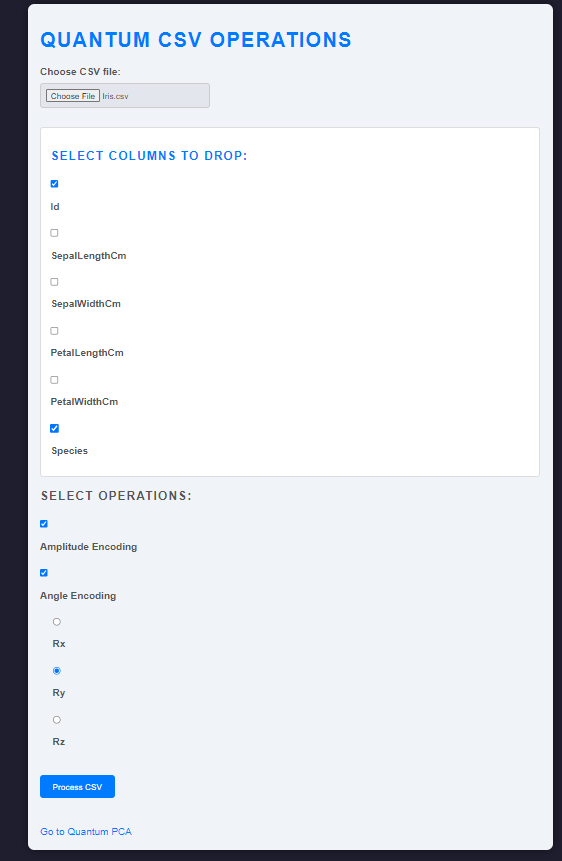 QUANTUM CSV OPERATIONS
Choose CSV file:
Choose File Iris.csv
SELECT COLUMNS TO DROP:
Id
SepalLengthCm
SepalWidthCm
PetalLengthCm
PetalWidthCm
Species
SELECT OPERATIONS:
Amplitude Encoding
Angle Encoding
Rx
Ry
Rz
Process CSV
Go to Quantum PCA